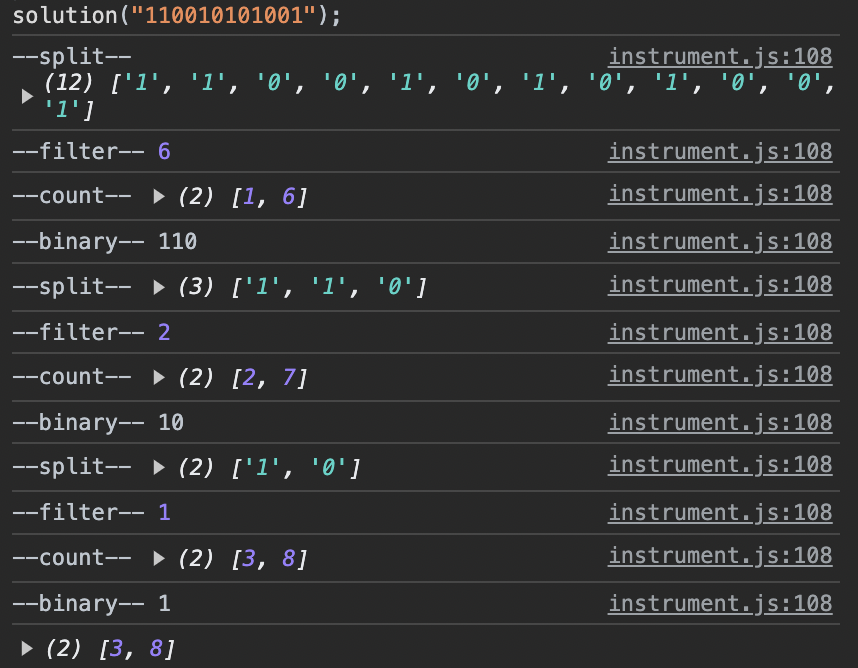 solution("110010101001");
--split-- instrument.js:108
▶ (12) ['1', '1', '0', '0', '1', '0', '1', '0', '1', '0', '0',
'1']
--filter-- 6 instrument.js:108
--count-- ▶ (2) [1, 6] instrument.js:108
--binary-- 110 instrument.js:108
--split-- ▶ (3) ['1', '1', '0'] instrument.js:108
--filter-- 2 instrument.js:108
--count-- ▶ (2) [2, 7] instrument.js:108
--binary-- 10 instrument.js:108
--split-- ▶ (2) ['1', '0'] instrument.js:108
--filter-- 1 instrument.js:108
--count-- ▶ (2) [3, 8] instrument.js:108
--binary-- 1 instrument.js:108
▶ (2) [3, 8]